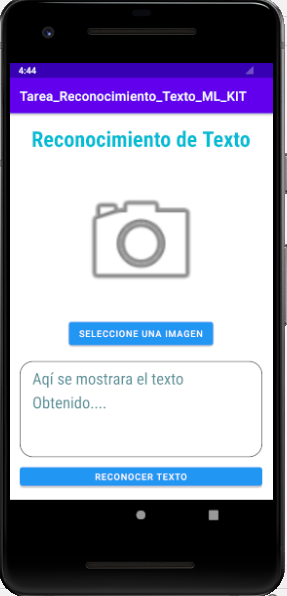 4:44
Tarea_Reconocimiento_Texto_ML_KIT
Reconocimiento de Texto
SELECCIONE UNA IMAGEN
Aqí se mostrara el texto
Obtenido....
RECONOCER TEXTO